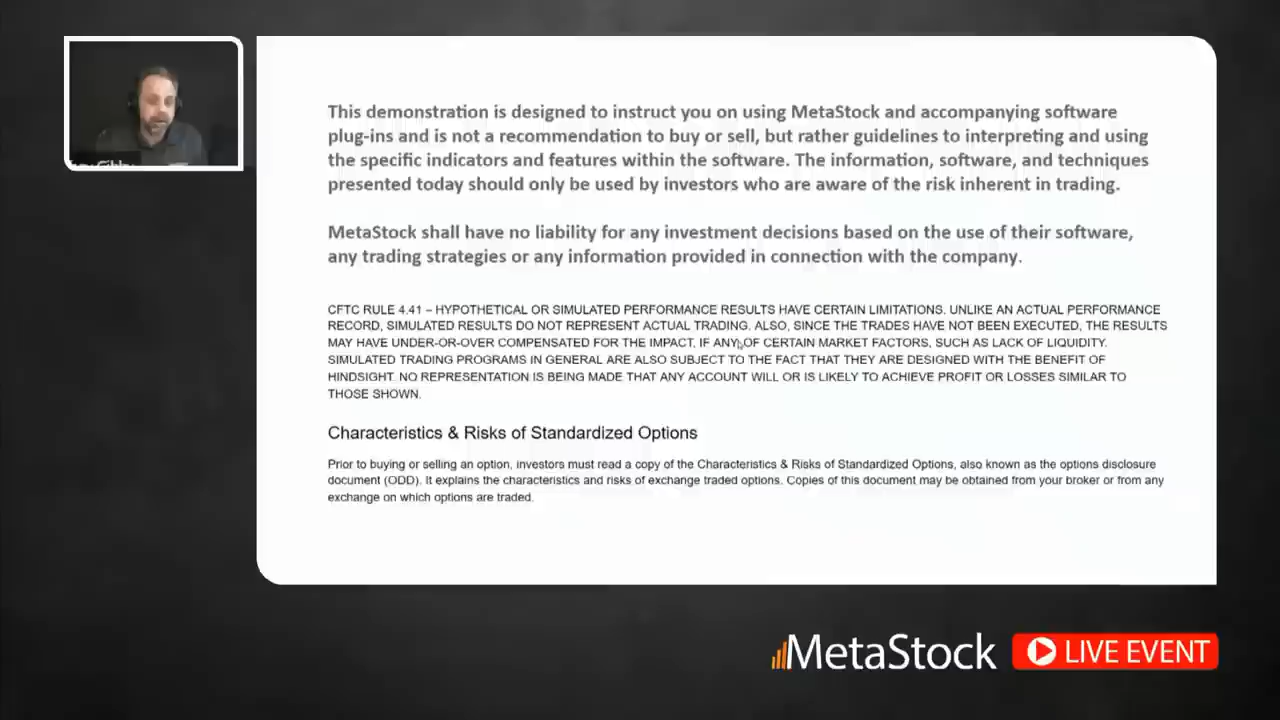 This demonstration is designed to instruct you on using MetaStock and accompanying software
plug-ins and is not a recommendation to buy or sell, but rather guidelines to interpreting and using
the specific indicators and features within the software. The information, software, and techniques
presented today should only be used by investors who are aware of the risk inherent in trading.
MetaStock shall have no liability for any investment decisions based on the use of their software,
any trading strategies or any information provided in connection with the company.
CFTC RULE 4.41 – HYPOTHETICAL OR SIMULATED PERFORMANCE RESULTS HAVE CERTAIN LIMITATIONS. UNLIKE AN ACTUAL PERFORMANCE
RECORD, SIMULATED RESULTS DO NOT REPRESENT ACTUAL TRADING. ALSO, SINCE THE TRADES HAVE NOT BEEN EXECUTED, THE RESULTS
MAY HAVE UNDER-OR-OVER COMPENSATED FOR THE IMPACT, IF ANY, OF CERTAIN MARKET FACTORS, SUCH AS LACK OF LIQUIDITY.
SIMULATED TRADING PROGRAMS IN GENERAL ARE ALSO SUBJECT TO THE FACT THAT THEY ARE DESIGNED WITH THE BENEFIT OF
HINDSIGHT. NO REPRESENTATION IS BEING MADE THAT ANY ACCOUNT WILL OR IS LIKELY TO ACHIEVE PROFIT OR LOSSES SIMILAR TO
THOSE SHOWN.
Characteristics & Risks of Standardized Options
Prior to buying or selling an option, investors must read a copy of the Characteristics & Risks of Standardized Options, also known as the options disclosure
document (ODD). It explains the characteristics and risks of exchange traded options. Copies of this document may be obtained from your broker or from any
exchange on which options are traded.
MetaStock LIVE EVENT